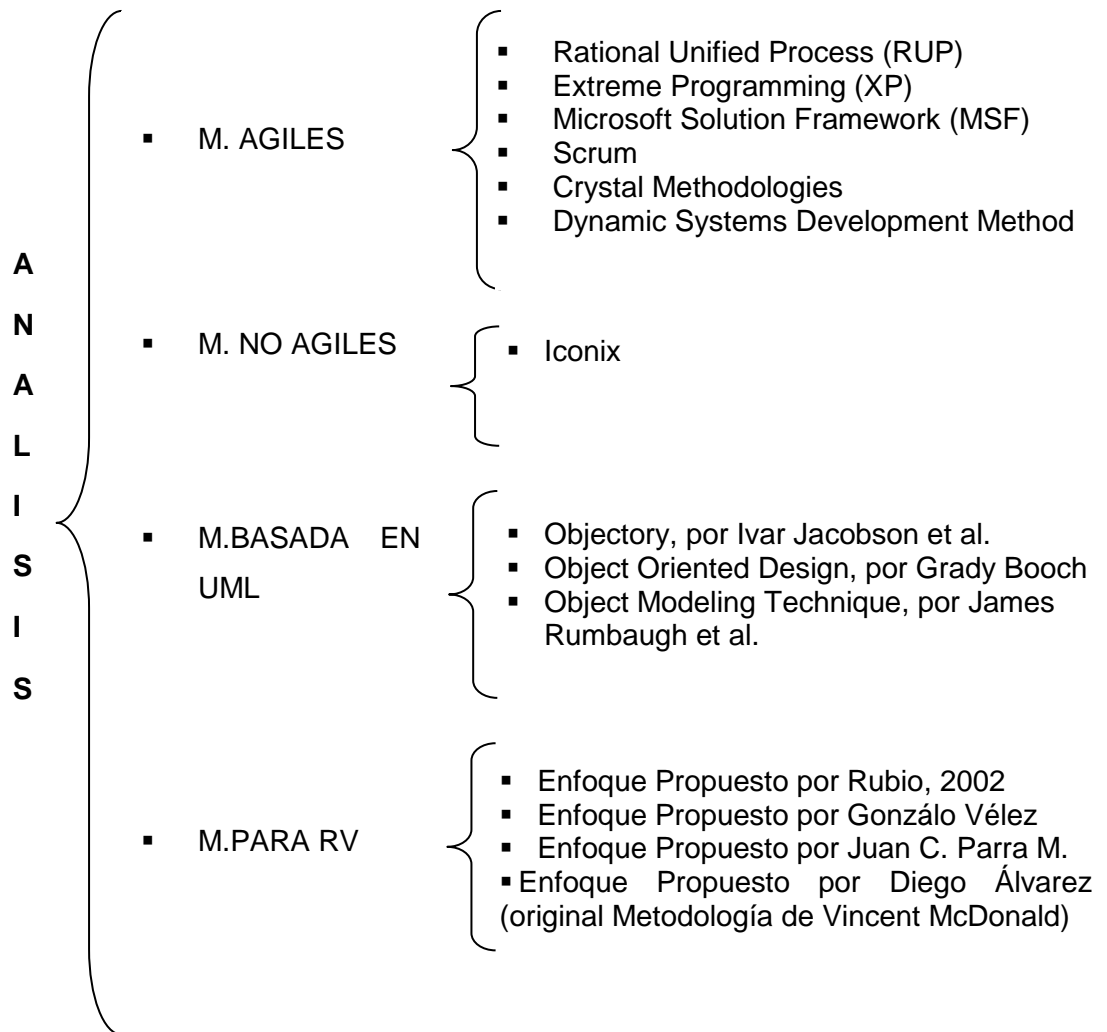 A
N
A
L
I
S
I
S
▪ M. AGILES
▪ Rational Unified Process (RUP)
▪ Extreme Programming (XP)
▪ Microsoft Solution Framework (MSF)
▪ Scrum
▪ Crystal Methodologies
▪ Dynamic Systems Development Method
▪ M. NO AGILES
▪ Iconix
▪ M.BASADA EN
UML
▪ Objectory, por Ivar Jacobson et al.
▪ Object Oriented Design, por Grady Booch
▪ Object Modeling Technique, por James
Rumbaugh et al.
▪ M.PARA RV
▪ Enfoque Propuesto por Rubio, 2002
▪ Enfoque Propuesto por Gonzálo Vélez
▪ Enfoque Propuesto por Juan C. Parra M.
▪ Enfoque Propuesto por Diego Álvarez
(original Metodología de Vincent McDonald)